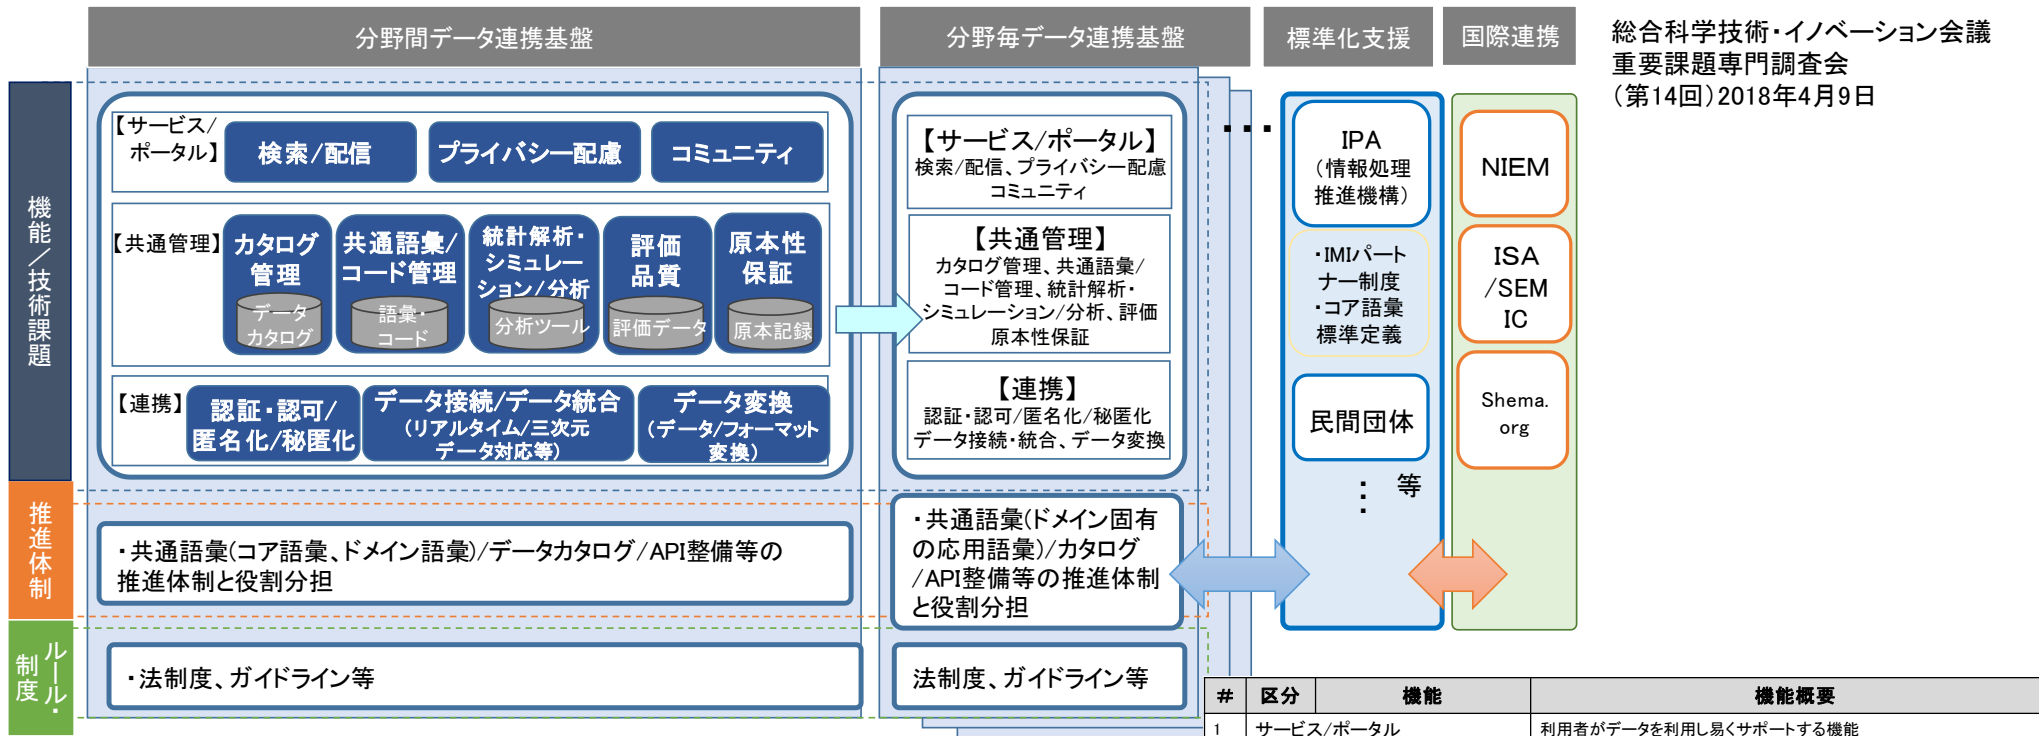 分野間データ連携基盤
分野毎データ連携基盤
標準化支援
国際連携
総合科学技術・イノベーション会議
重要課題専門調査会
（第14回）2018年4月9日
機能／技術課題
【サービス/
ポータル】
検索/配信
プライバシー配慮
コミュニティ
【共通管理】
カタログ
管理
データ
カタログ
共通語彙/
コード管理
語彙・
コード
統計解析・
シミュレー
ション/分析
分析ツール
評価
品質
評価データ
原本性
保証
原本記録
【連携】
認証・認可/
匿名化/秘匿化
データ接続/データ統合
（リアルタイム/三次元
データ対応等）
データ変換
（データ/フォーマット
変換）
【サービス/ポータル】
検索/配信、プライバシー配慮
コミュニティ
【共通管理】
カタログ管理、共通語彙/
コード管理、統計解析・
シミュレーション/分析、評価
原本性保証
【連携】
認証・認可/匿名化/秘匿化
データ接続・統合、データ変換
・・・
IPA
（情報処理
推進機構）
・IMIパート
ナー制度
・コア語彙
標準定義
民間団体
・・・ 等
NIEM
ISA
/SEM
IC
Shema.
org
推進体制
・共通語彙(コア語彙、ドメイン語彙)/データカタログ/API整備等の
推進体制と役割分担
・共通語彙(ドメイン固有
の応用語彙)/カタログ
/API整備等の推進体制
と役割分担
ルール・
制度
・法制度、ガイドライン等
法制度、ガイドライン等
# 区分 機能 機能概要
1 サービス/ポータル 利用者がデータを利用し易くサポートする機能